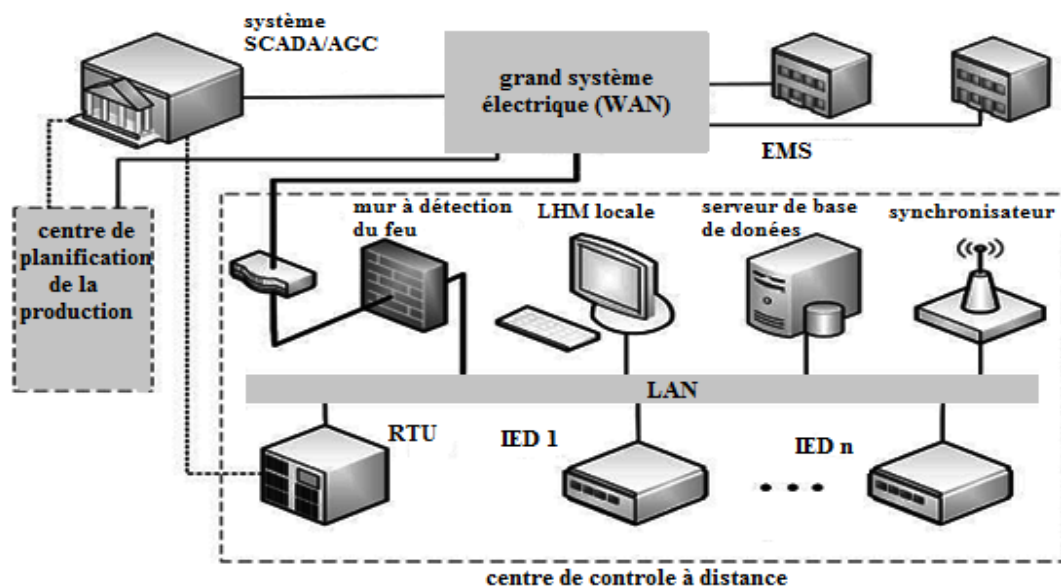 système
SCADA/AGC
grand système
électrique (WAN)
EMS
mur à détection
du feu
LHM locale
serveur de base
de donées
synchronisateur
centre de
planification
de la
production
LAN
RTU
IED 1
IED n
centre de controle à distance